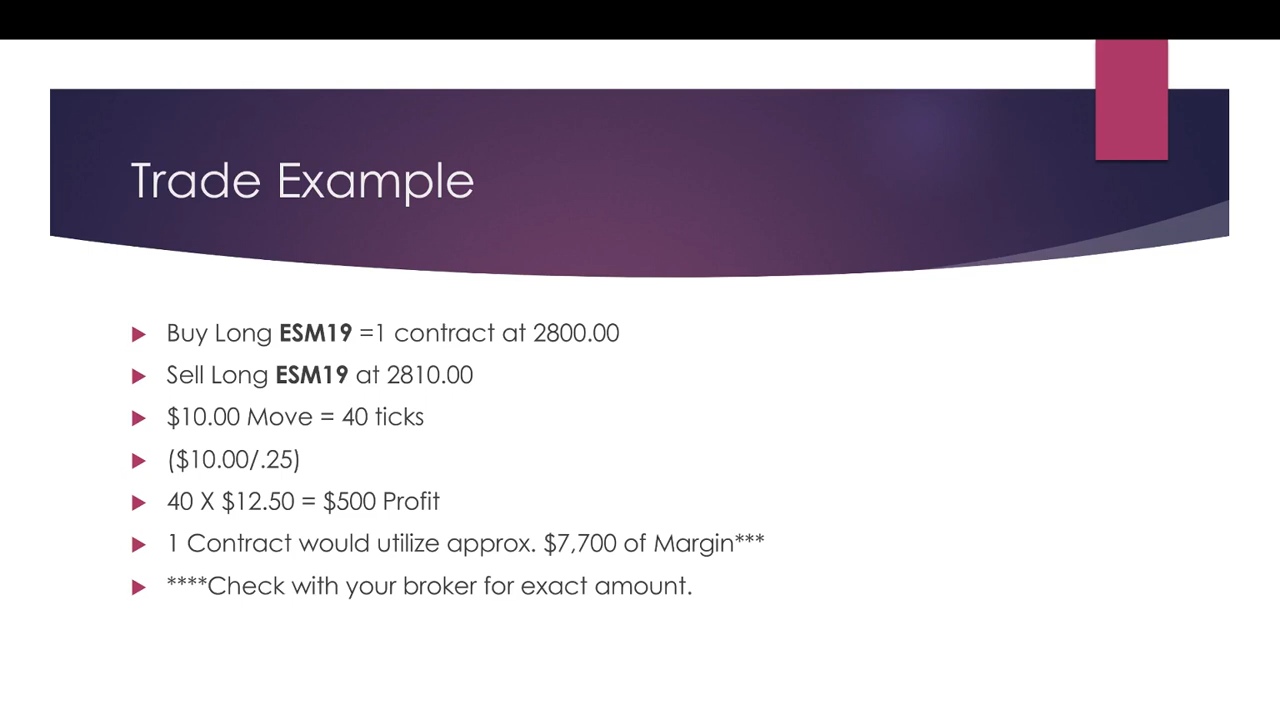 Trade Example
Buy Long ESM19 =1 contract at 2800.00
Sell Long ESM19 at 2810.00
$10.00 Move = 40 ticks
($10.00/.25)
40 X $12.50 = $500 Profit
1 Contract would utilize approx. $7,700 of Margin***
****Check with your broker for exact amount.